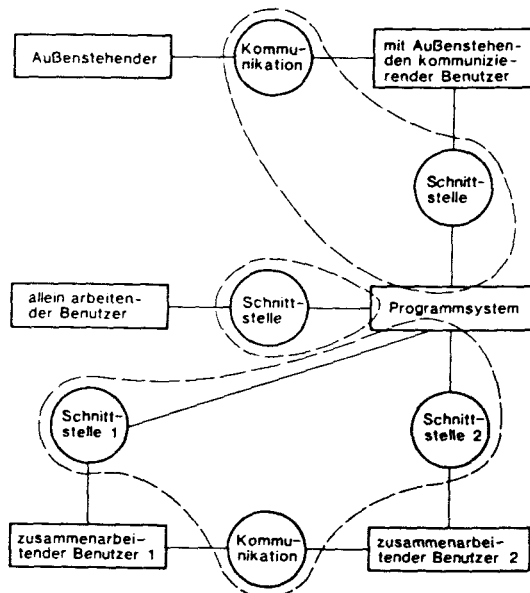 Außenstehender
Kommu-
nikation
mit Außenstehen-
den kommunizie-
render Benutzer
Schnitt-
stelle
allein arbeiten-
der Benutzer
Schnitt-
stelle
Programmsystem
Schnitt-
stelle 1
Schnitt-
stelle 2
zusammenarbei-
tender Benutzer 1
Kommu-
nikation
zusammenarbei-
tender Benutzer 2